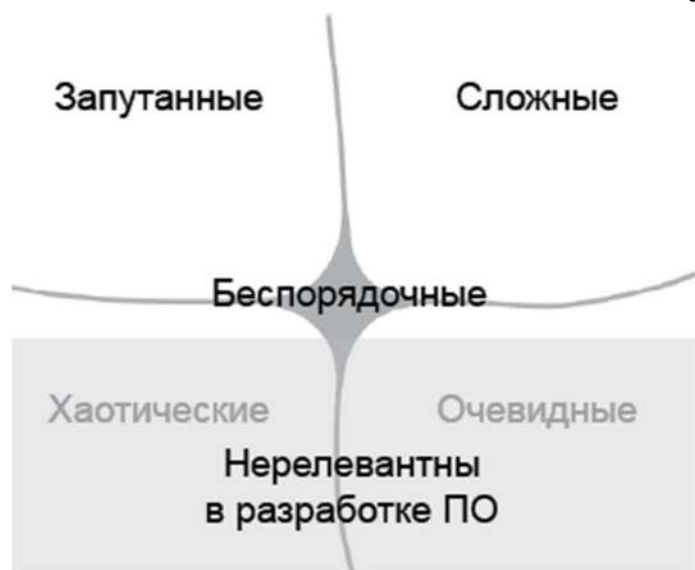 Запутанные
Сложные
Беспорядочные
Хаотические
Очевидные
Нерелевантны
в разработке ПО